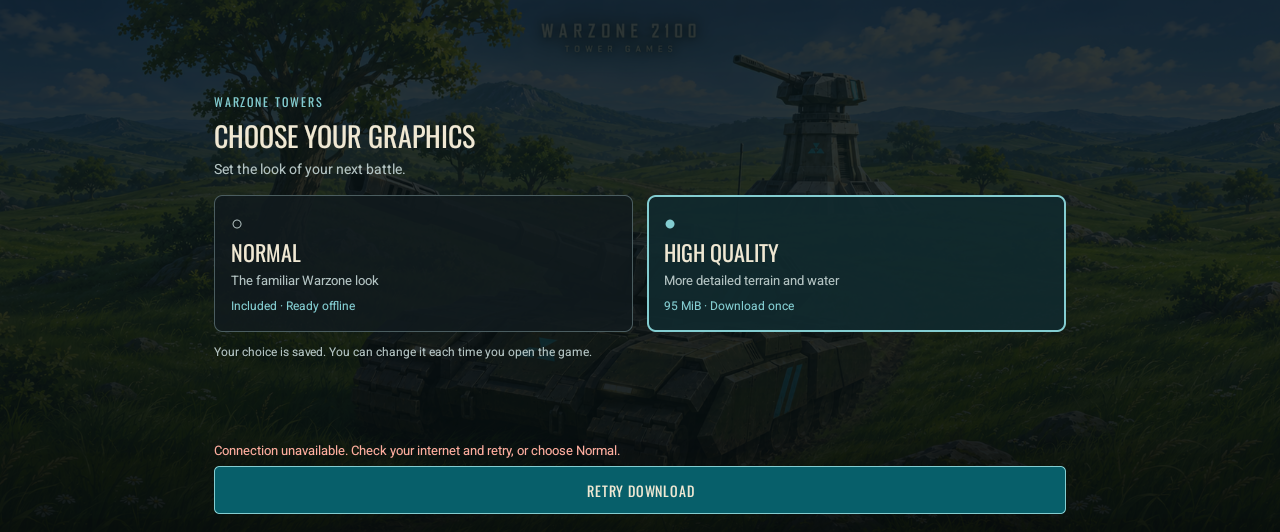 WARZONE 2100
TOWER GAMES
WARZONE TOWERS
CHOOSE YOUR GRAPHICS
Set the look of your next battle.
NORMAL
The familiar Warzone look
Included · Ready offline
HIGH QUALITY
More detailed terrain and water
95 MiB · Download once
Your choice is saved. You can change it each time you open the game.
Connection unavailable. Check your internet and retry, or choose Normal.
RETRY DOWNLOAD